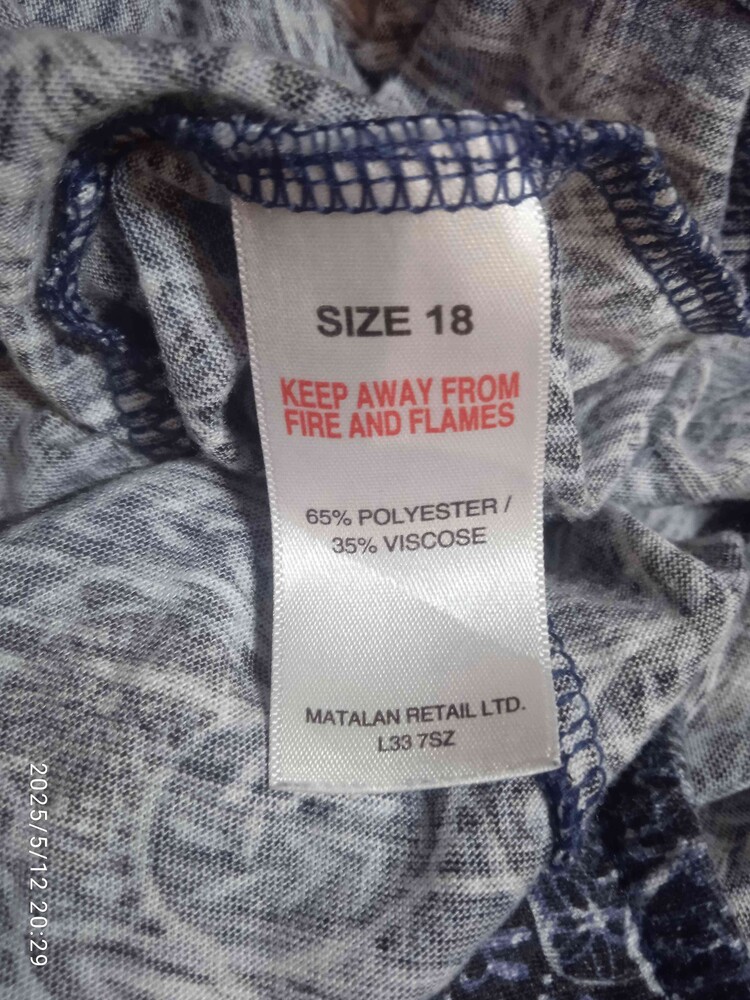 SIZE 18
KEEP AWAY FROM
FIRE AND FLAMES
65% POLYESTER /
35% VISCOSE
MATALAN RETAIL LTD.
L33 7SZ
2025/5/12 20:29